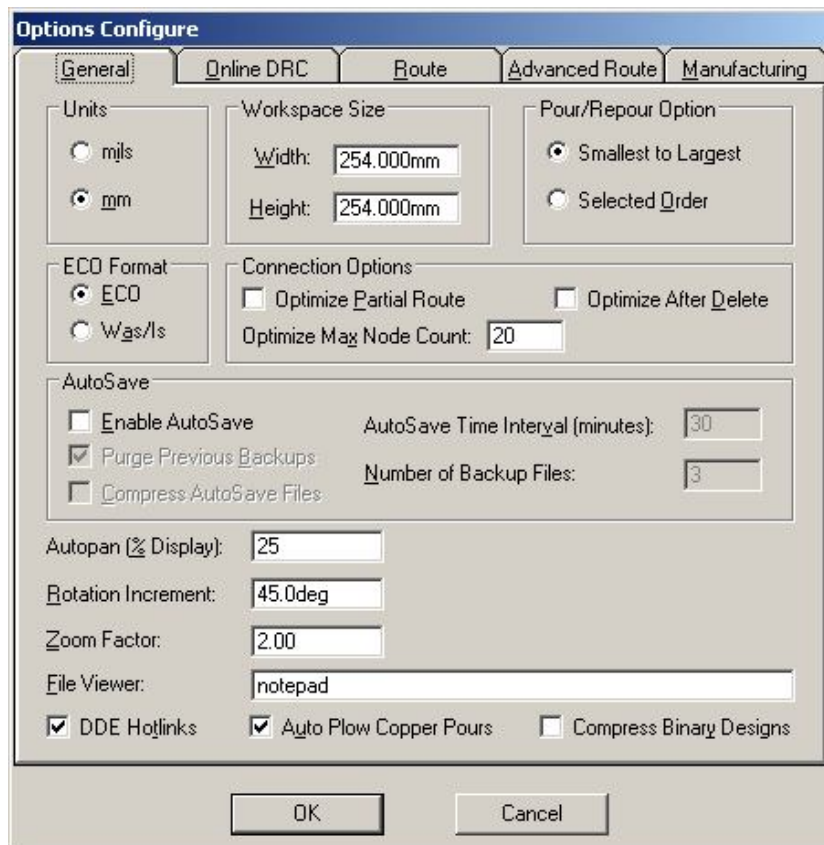 Options Configure
General Online DRC Route Advanced Route Manufacturing
Units Workspace Size Pour/Repour Option
mils Width: 254.000mm Smallest to Largest
mm Height: 254.000mm Selected Order
ECO Format Connection Options
ECO Optimize Partial Route Optimize After Delete
Was/Is Optimize Max Node Count: 20
AutoSave
Enable AutoSave AutoSave Time Interval (minutes): 30
Purge Previous Backups
Number of Backup Files: 3
Compress AutoSave Files
Autopan (% Display): 25
Rotation Increment: 45.0deg
Zoom Factor: 2.00
File Viewer: notepad
DDE Hotlinks Auto Plow Copper Pours Compress Binary Designs
OK Cancel